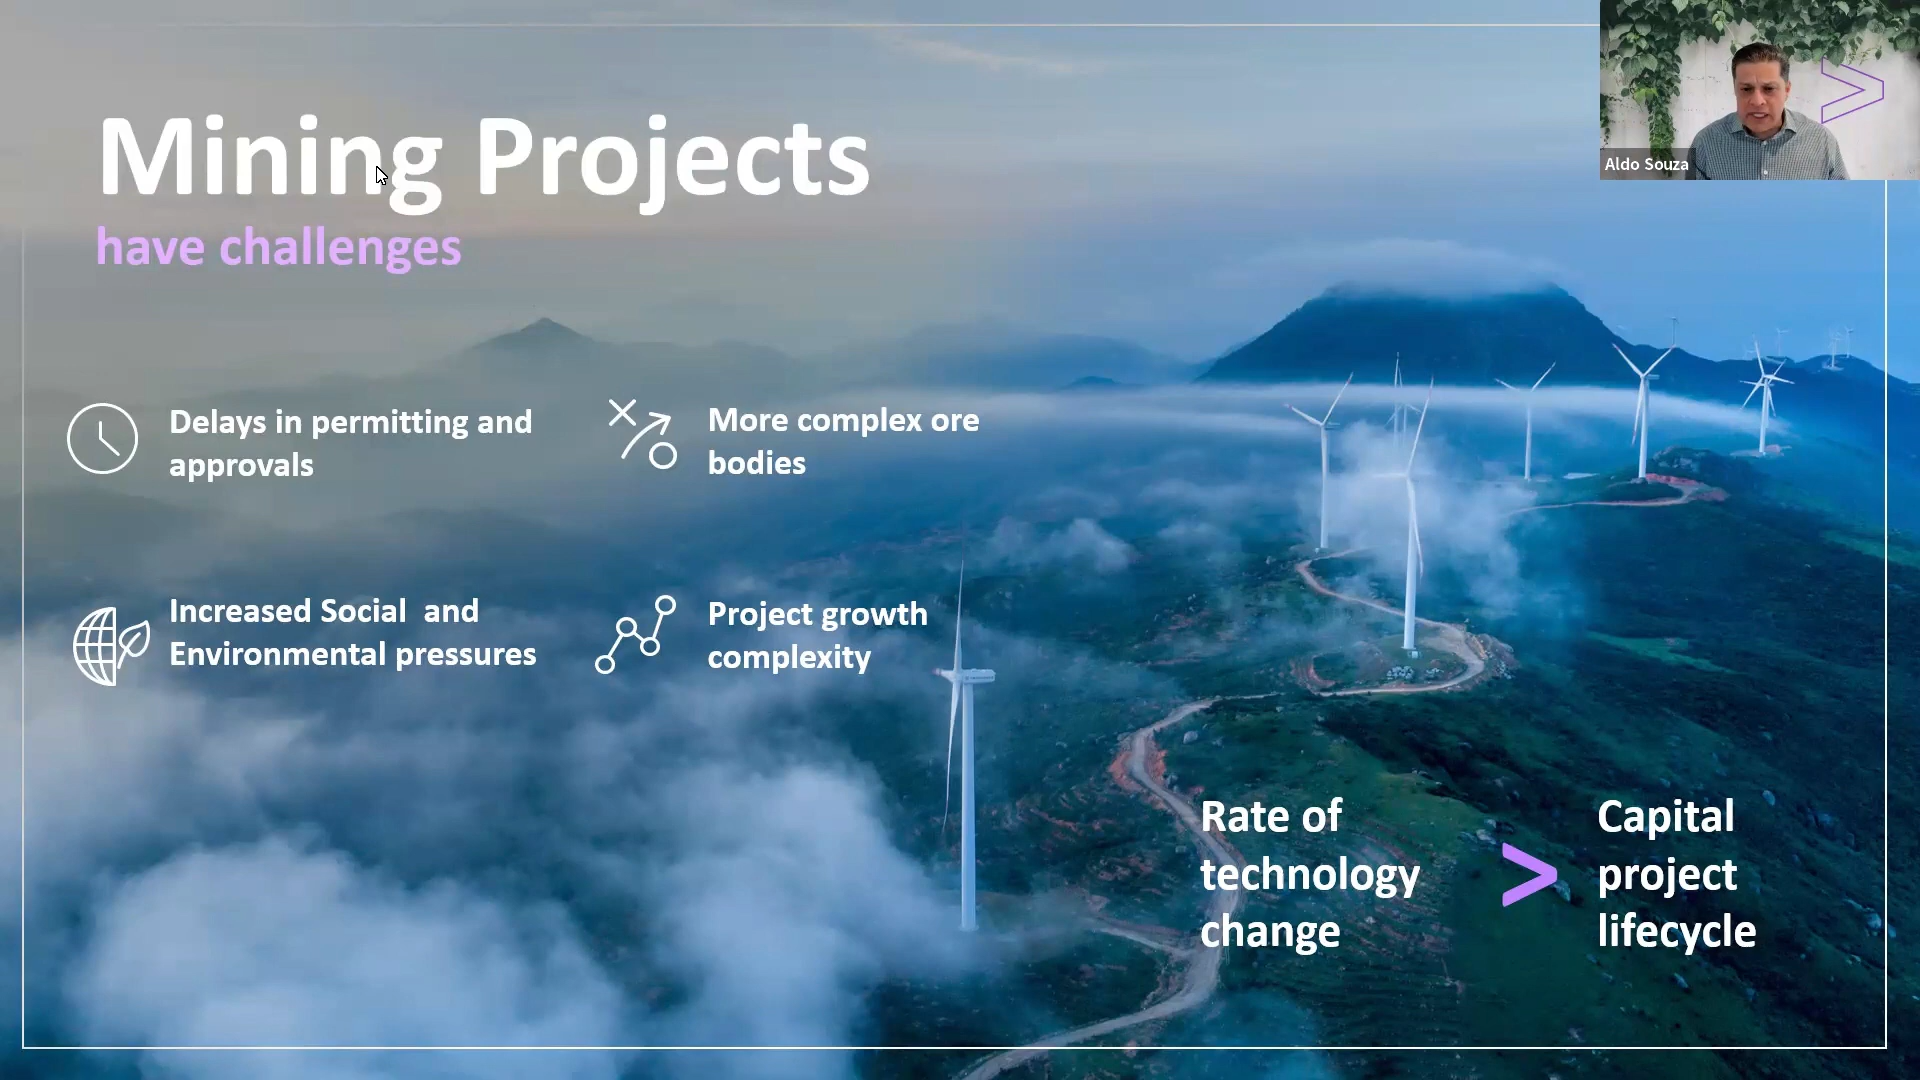 Mining Projects
have challenges
Aldo Souza
Delays in permitting and
approvals
More complex ore
bodies
Increased Social and
Environmental pressures
Project growth
complexity
Rate of
technology
change
>
Capital
project
lifecycle